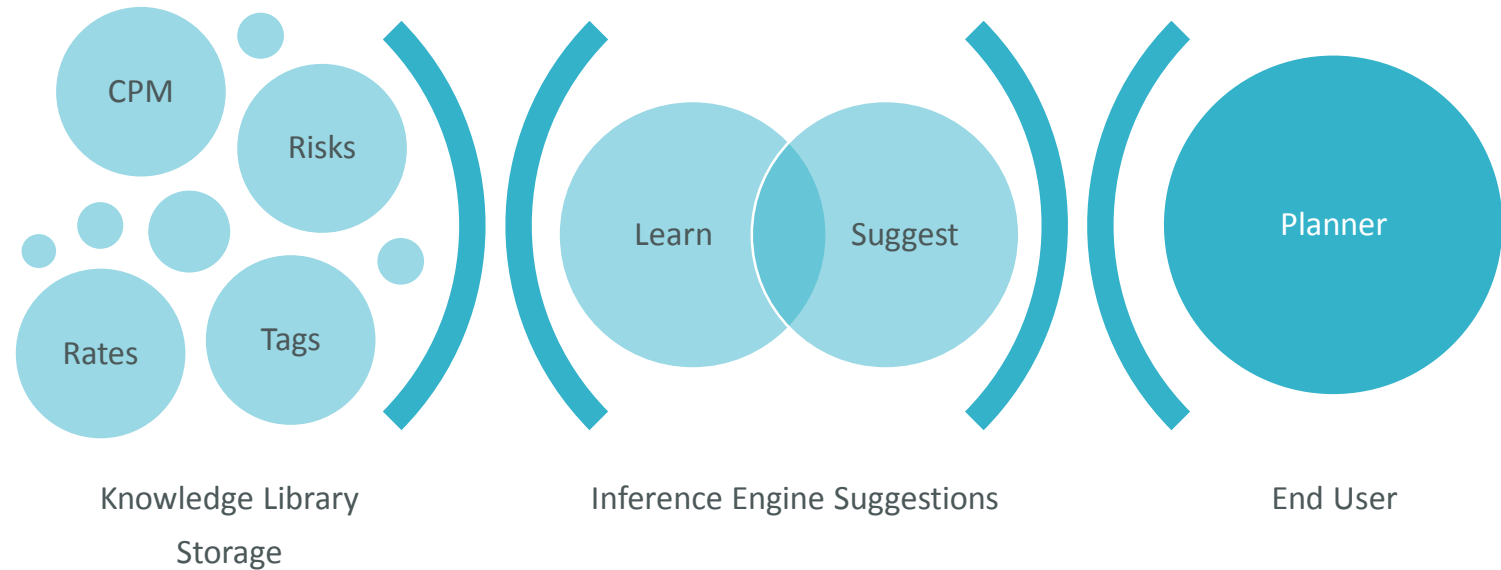 CPM
Risks
Rates
Tags
Learn
Suggest
Planner
Knowledge Library
Storage
Inference Engine Suggestions
End User